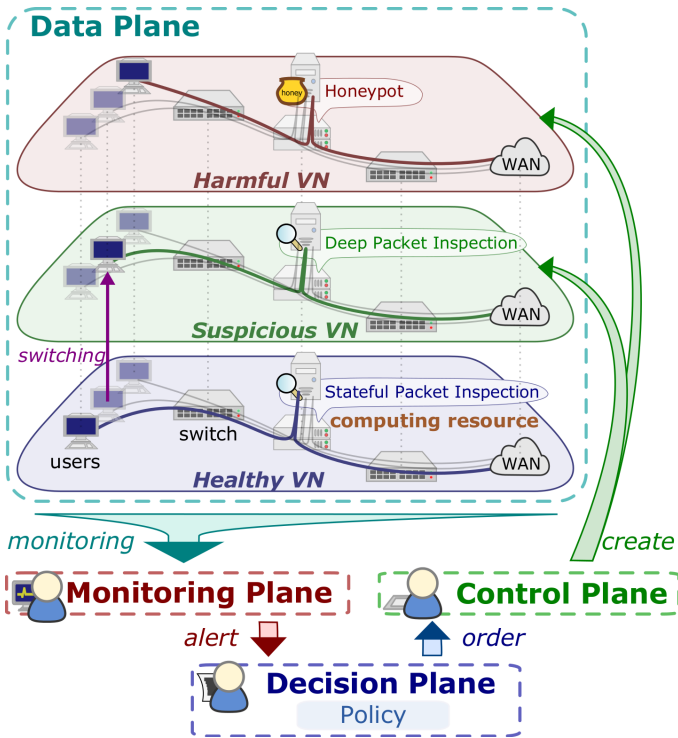 Data Plane
honey
Honeypot
WAN
Harmful VN
Deep Packet Inspection
WAN
Suspicious VN
switching
Stateful Packet Inspection
computing resource
switch
users
WAN
Healthy VN
monitoring
create
Monitoring Plane
Control Plane
alert
order
Decision Plane
Policy